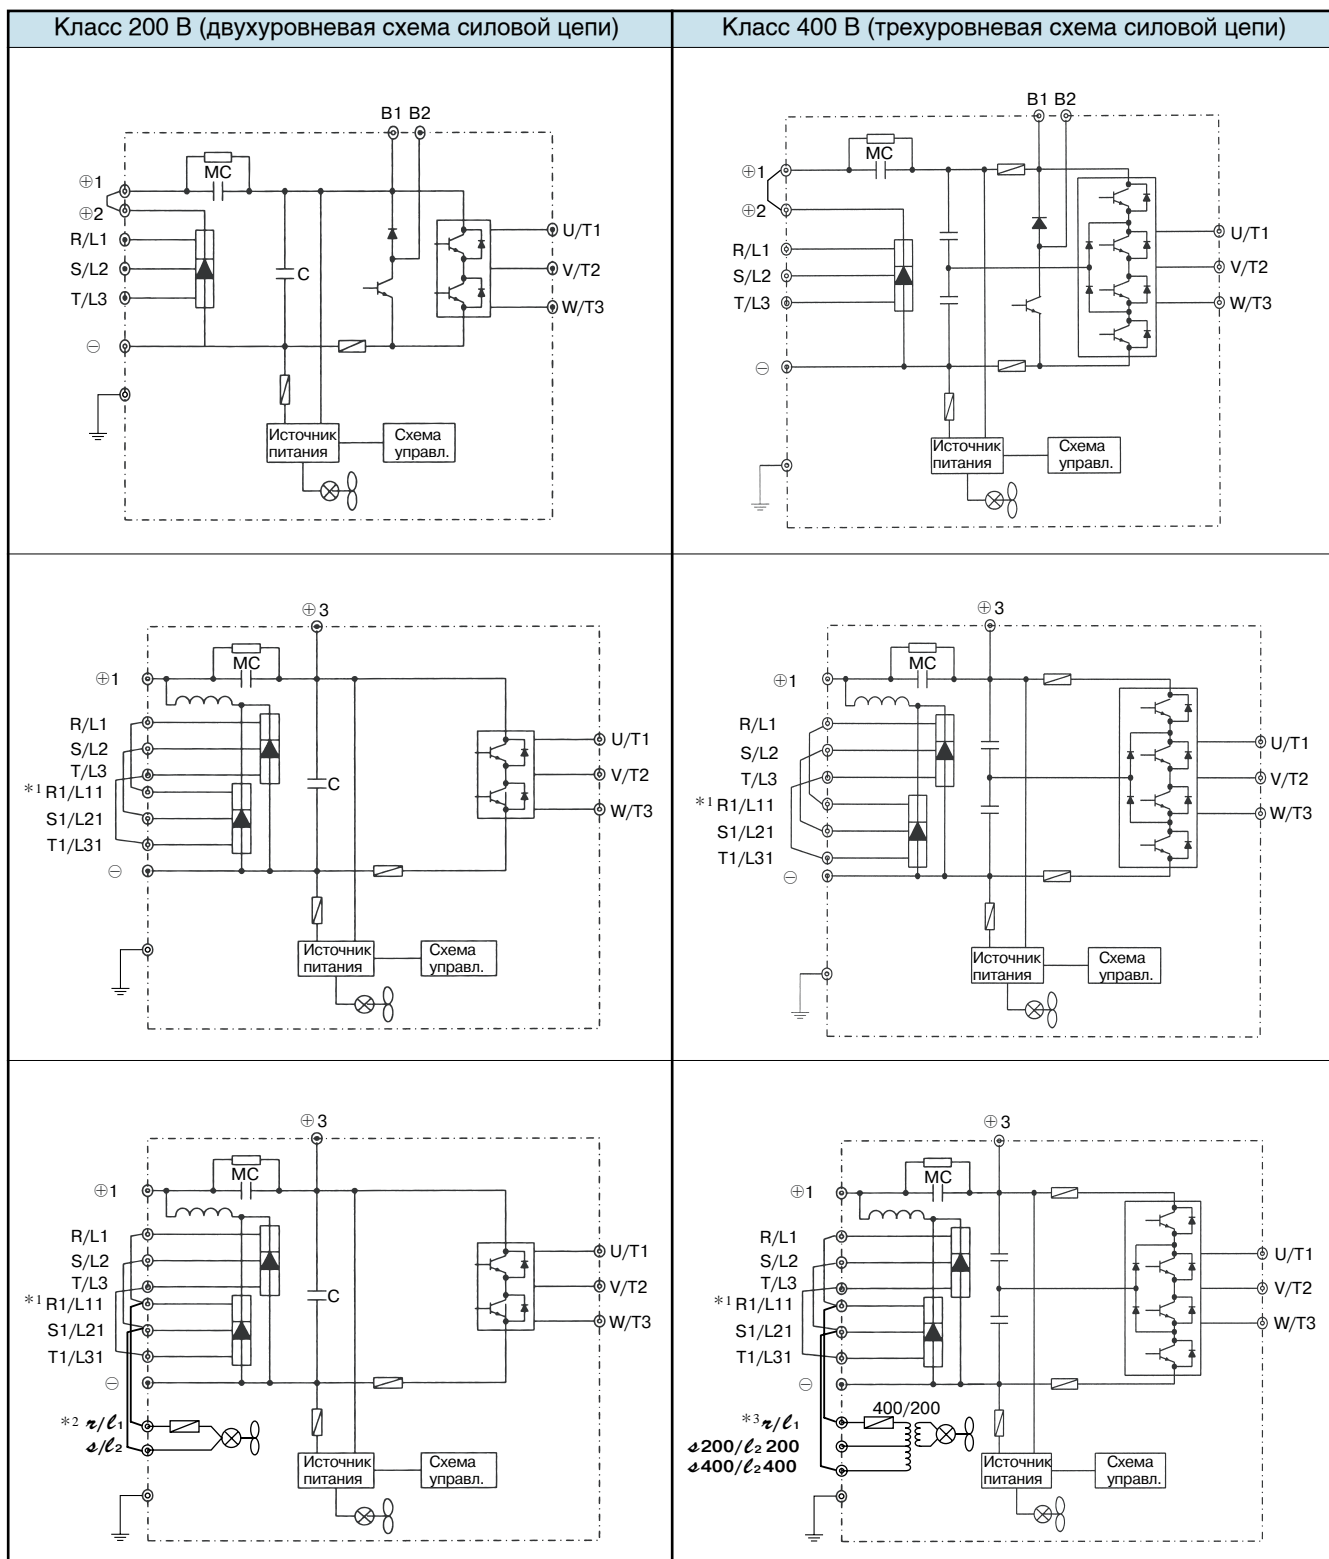 Класс 200 В (двухуровневая схема силовой цепи)
Класс 400 В (трехуровневая схема силовой цепи)
B1 B2
MC
⊕1
⊕2
R/L1
S/L2
T/L3
⊖
C
U/T1
V/T2
W/T3
Источник
питания
Схема
управл.
B1 B2
MC
⊕1
⊕2
R/L1
S/L2
T/L3
⊖
U/T1
V/T2
W/T3
Источник
питания
Схема
управл.
⊕3
MC
⊕1
R/L1
S/L2
T/L3
*1 R1/L11
S1/L21
T1/L31
⊖
C
U/T1
V/T2
W/T3
Источник
питания
Схема
управл.
⊕3
MC
⊕1
R/L1
S/L2
T/L3
*1 R1/L11
S1/L21
T1/L31
⊖
U/T1
V/T2
W/T3
Источник
питания
Схема
управл.
⊕3
MC
⊕1
R/L1
S/L2
T/L3
*1 R1/L11
S1/L21
T1/L31
⊖
*2 r/ℓ1
s/ℓ2
C
U/T1
V/T2
W/T3
Источник
питания
Схема
управл.
⊕3
MC
⊕1
R/L1
S/L2
T/L3
*1 R1/L11
S1/L21
T1/L31
⊖
400/200
*3 r/ℓ1
s200/ℓ2 200
s400/ℓ2 400
U/T1
V/T2
W/T3
Источник
питания
Схема
управл.